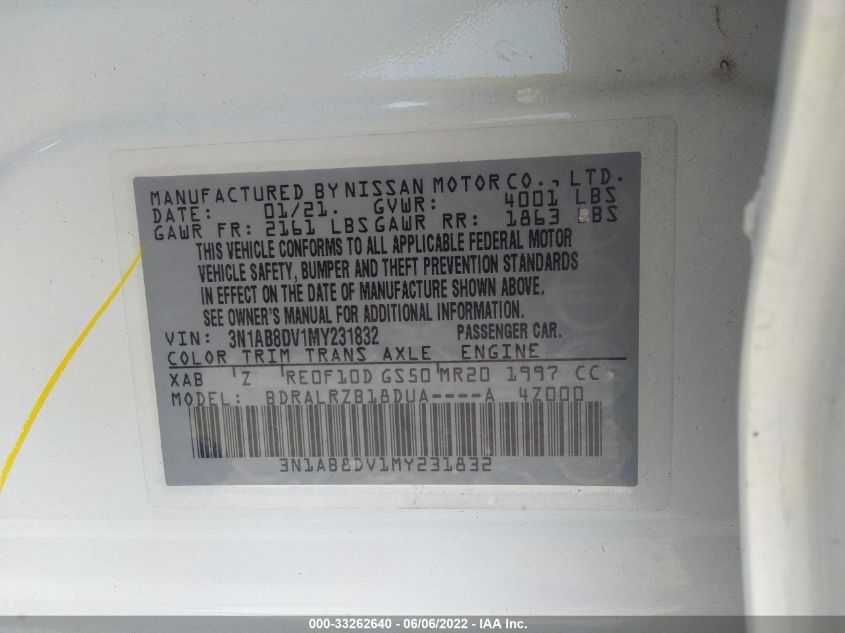 MANUFACTURED BY NISSAN MOTOR CO., LTD.
DATE: 01/21. GVWR: 4001 LBS
GAWR FR: 2161 LBS GAWR RR: 1863 LBS
THIS VEHICLE CONFORMS TO ALL APPLICABLE FEDERAL MOTOR
VEHICLE SAFETY, BUMPER AND THEFT PREVENTION STANDARDS
IN EFFECT ON THE DATE OF MANUFACTURE SHOWN ABOVE.
SEE OWNER'S MANUAL FOR ADDITIONAL INFORMATION.
VIN: 3N1AB8DV1MY231832 PASSENGER CAR.
COLOR TRIM TRANS AXLE ENGINE
XAB Z RE0F10D GS50 MR20 1997 CC
MODEL: BDRALRZB18DUA----A 4Z000
3N1AB8DV1MY231832
000-33262640 - 06/06/2022 - IAA Inc.